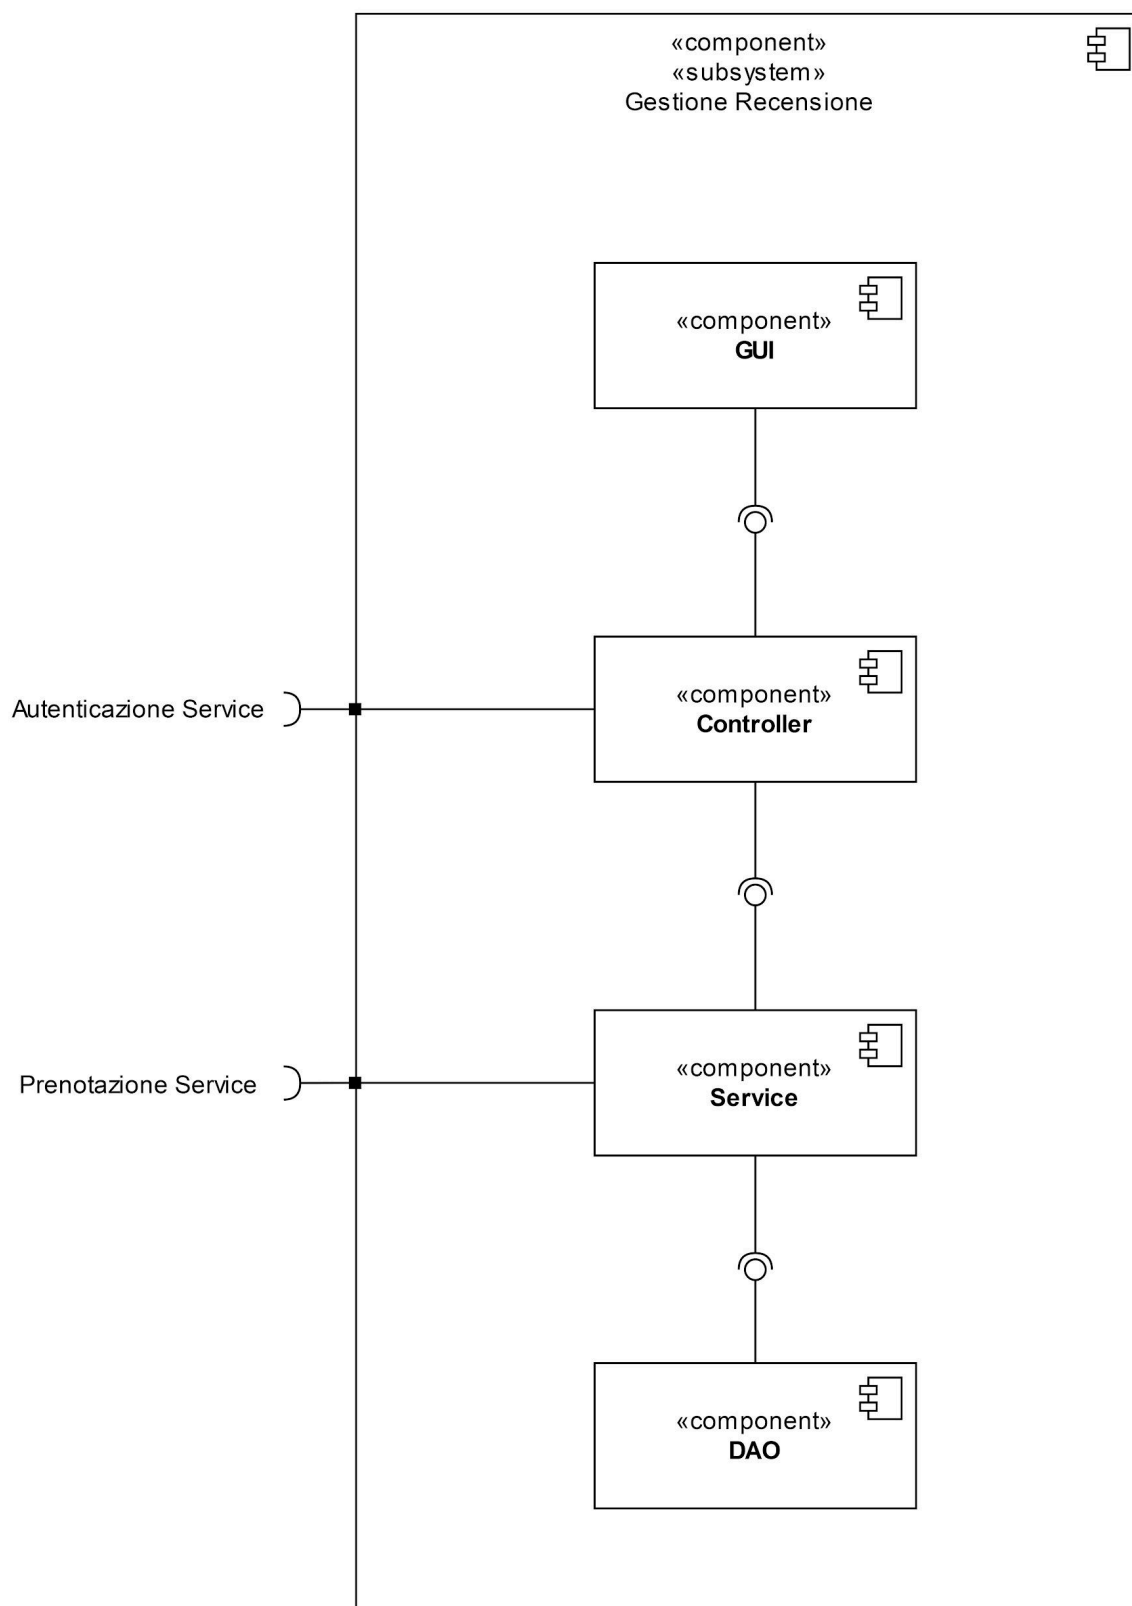 «component»
«subsystem»
Gestione Recensione
«component»
GUI
«component»
Controller
Autenticazione Service
«component»
Service
Prenotazione Service
«component»
DAO